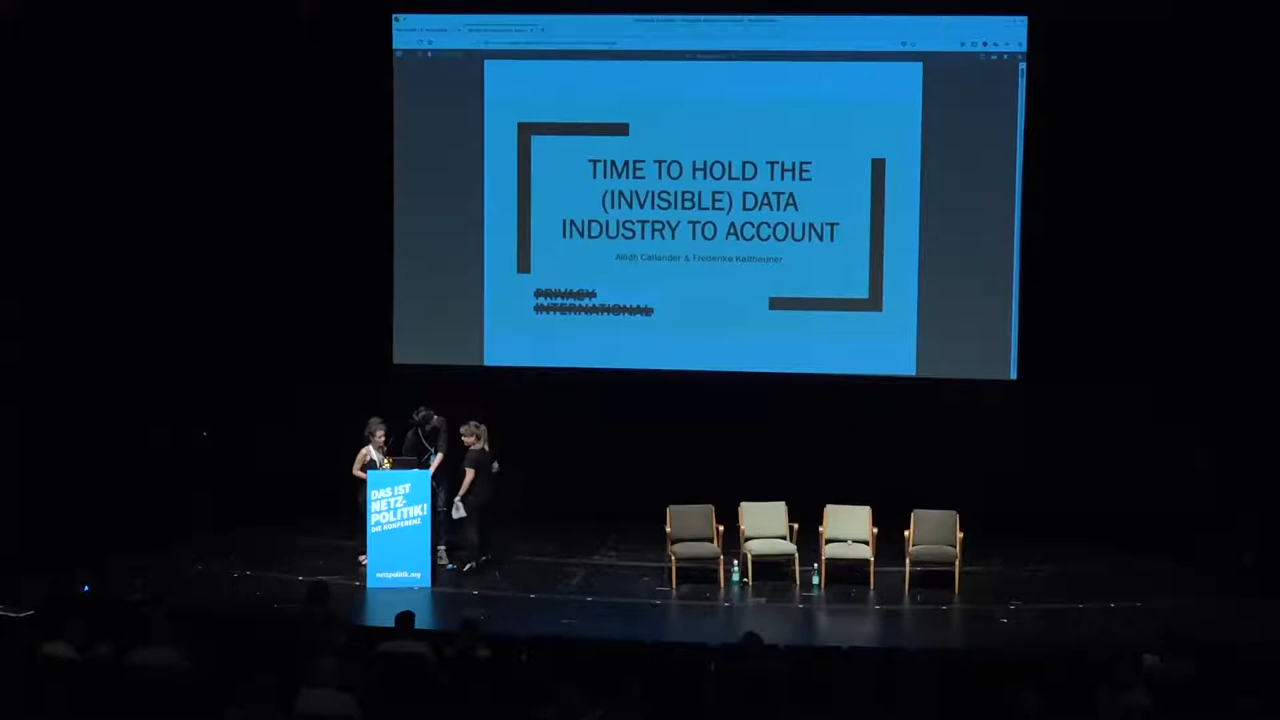 TIME TO HOLD THE
(INVISIBLE) DATA
INDUSTRY TO ACCOUNT
Ailidh Callander & Frederike Kaltheuner
PRIVACY
INTERNATIONAL
DAS IST
NETZ-
POLITIK!
DIE KONFERENZ
netzpolitik.org